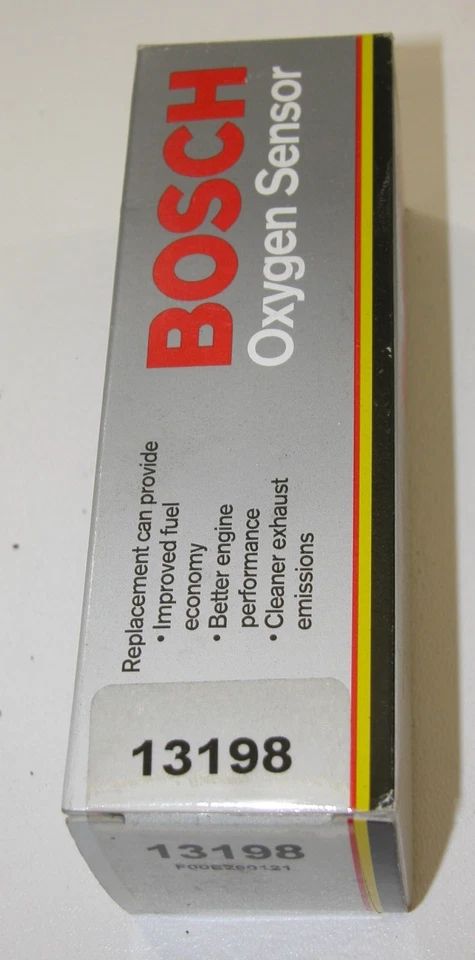 BOSCH
Oxygen Sensor
Replacement can provide
• Improved fuel
economy
• Better engine
performance
• Cleaner exhaust
emissions
13198
13198